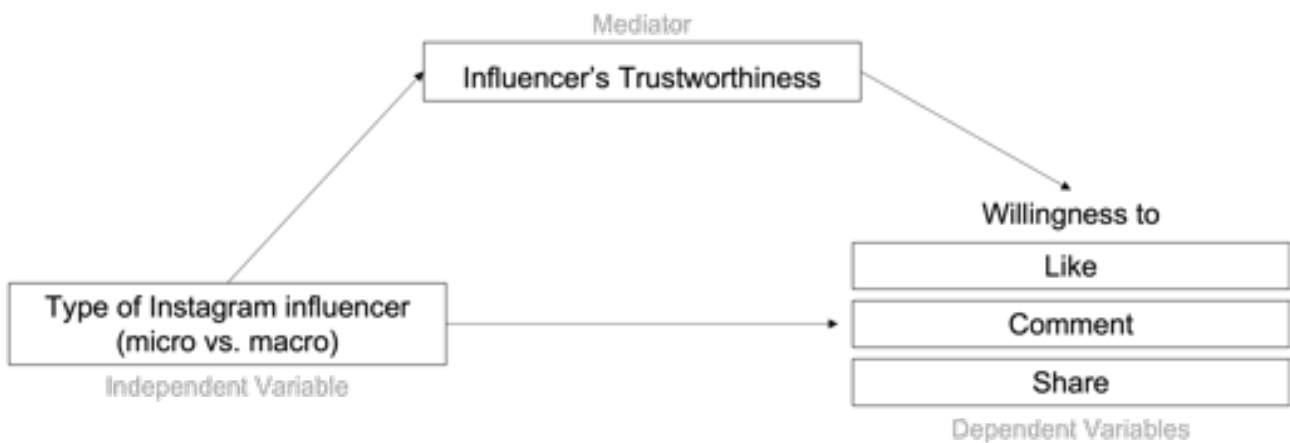 Mediator
Influencer’s Trustworthiness
Willingness to
Like
Type of Instagram influencer
(micro vs. macro)
Comment
Independent Variable
Share
Dependent Variables